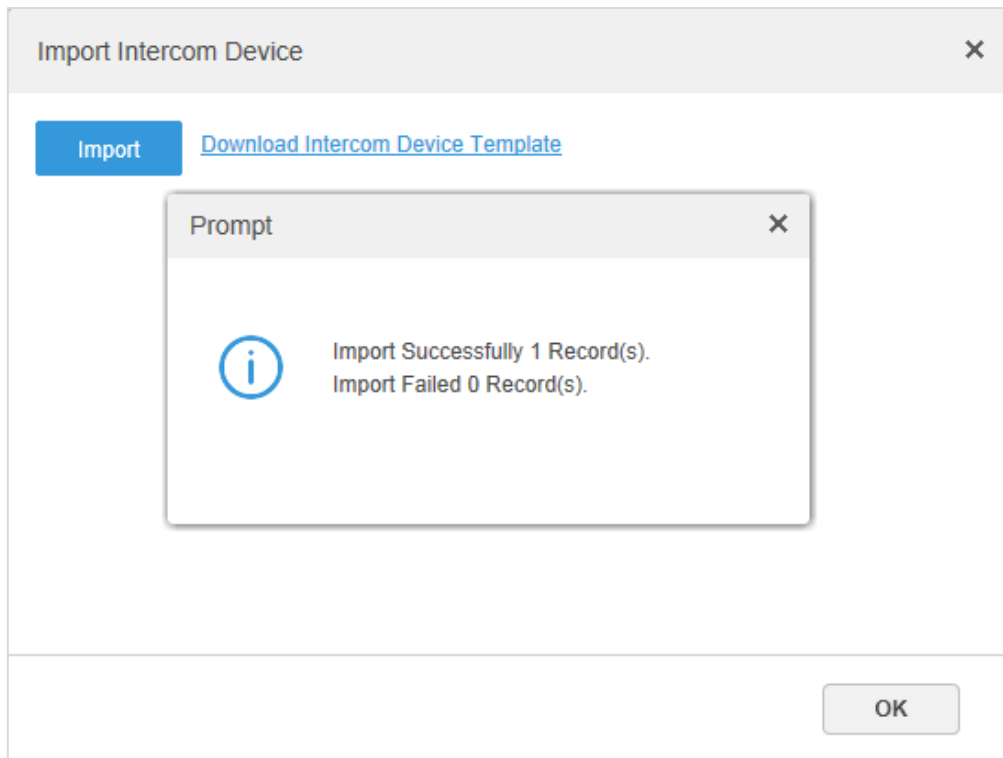 Import Intercom Device
Import
Download Intercom Device Template
Prompt
Import Successfully 1 Record(s).
Import Failed 0 Record(s).
OK